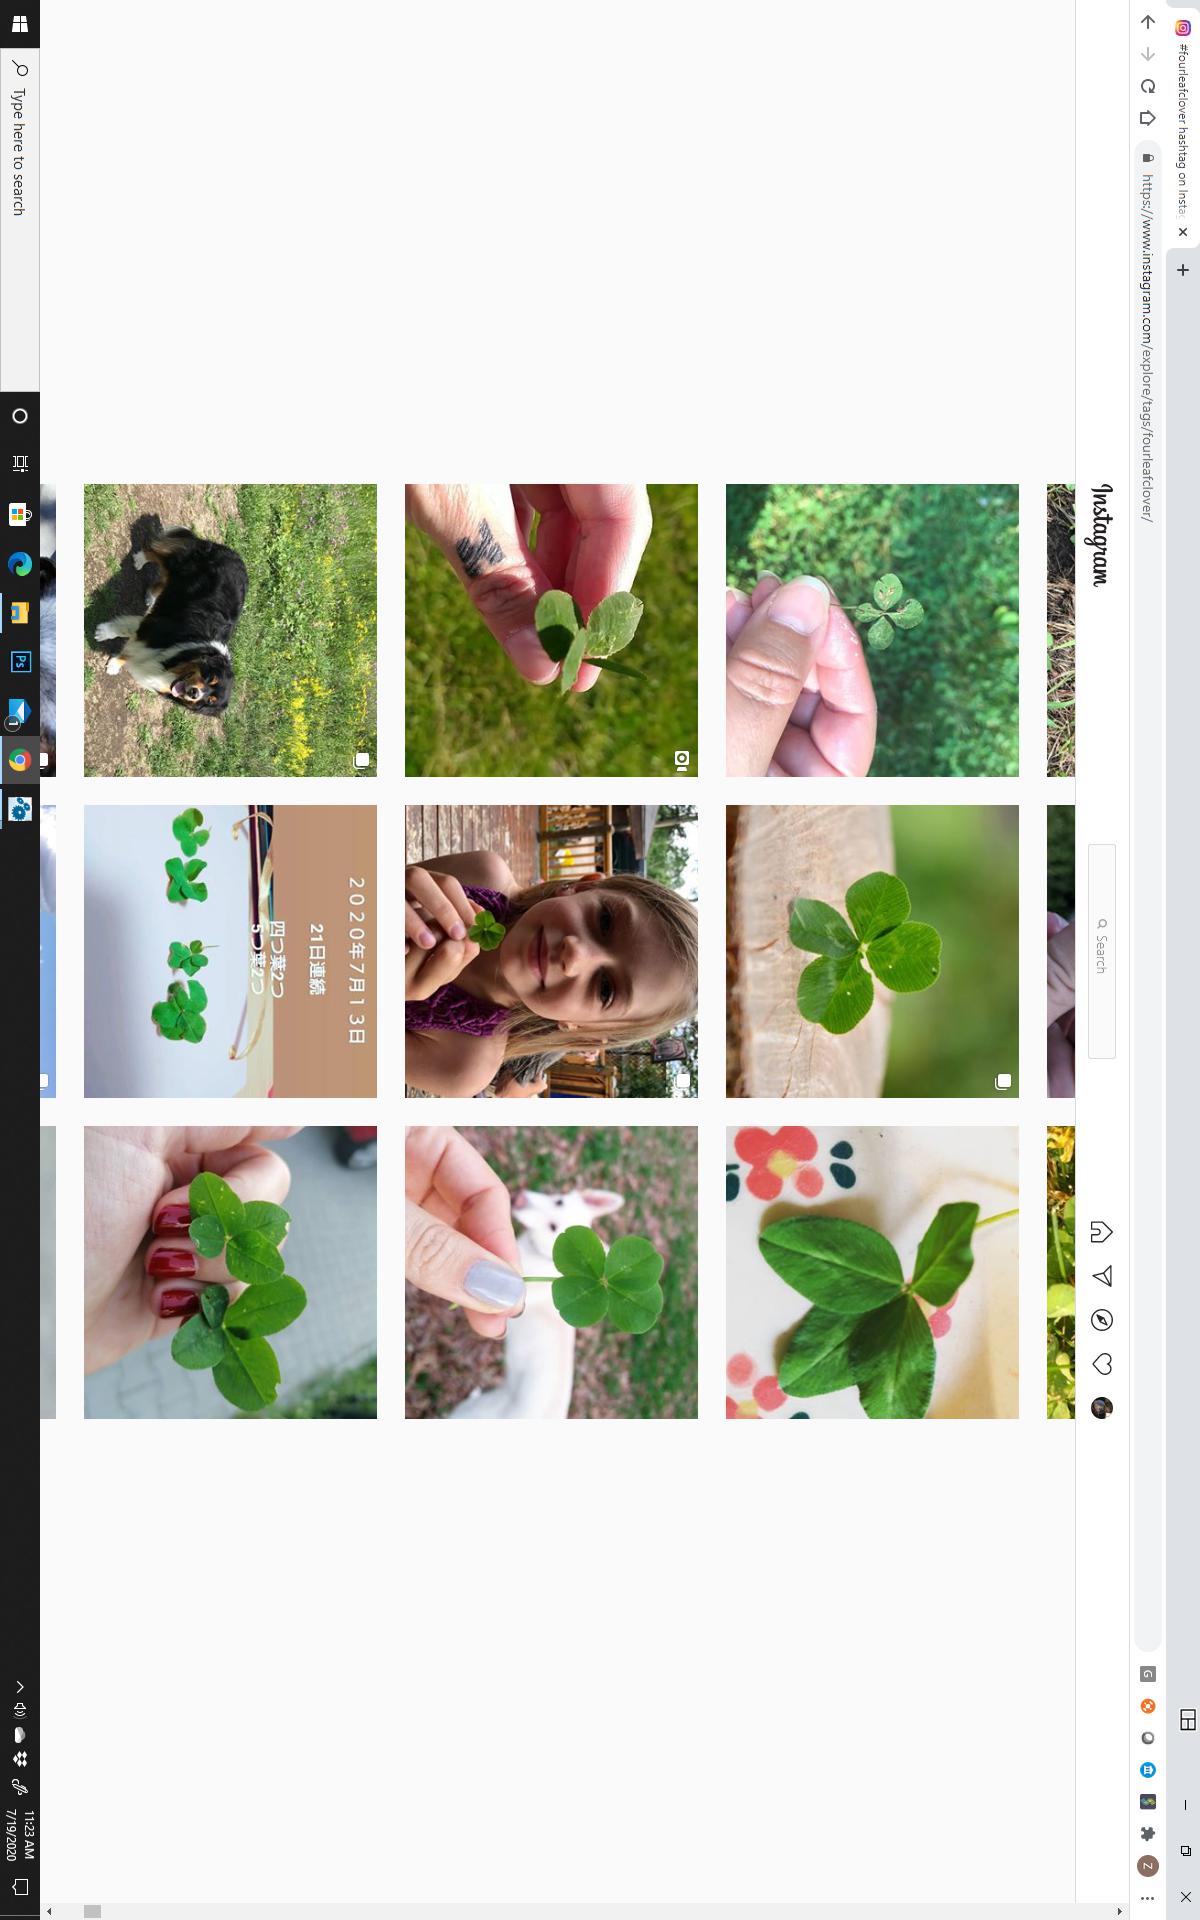 #fourleafclover hashtag on Insta
https://www.instagram.com/explore/tags/fourleafclover/
G
Z
Instagram
Search
2020年7月13日
21日連続
四つ葉2つ
5つ葉2つ
Type here to search
Ps
1
11:23 AM
7/19/2020